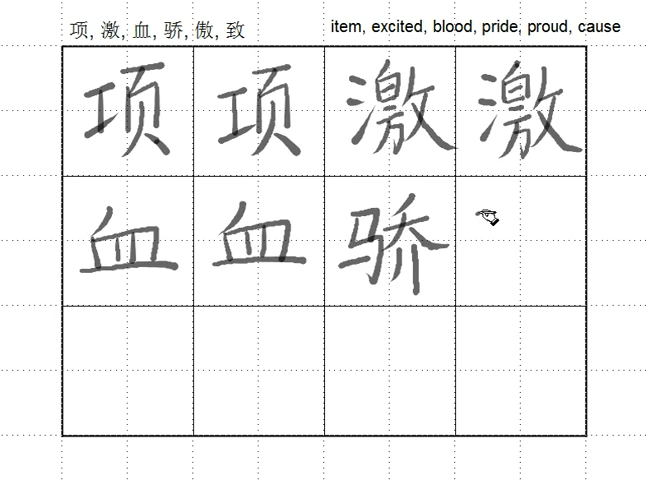 项, 激, 血, 骄, 傲, 致
item, excited, blood, pride, proud, cause
项 项 激 激
血 血 骄